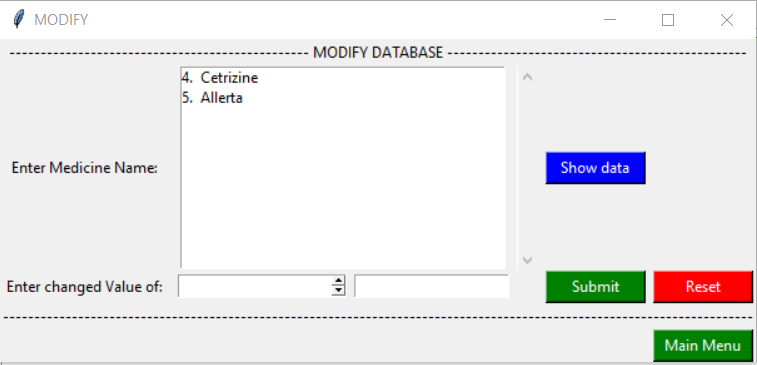 MODIFY
------------------------------------------------ MODIFY DATABASE ------------------------------------------------
4. Cetrizine
5. Allerta
Enter Medicine Name:
Show data
Enter changed Value of:
Submit
Reset
------------------------------------------------------------------------------------------------------------------------
Main Menu